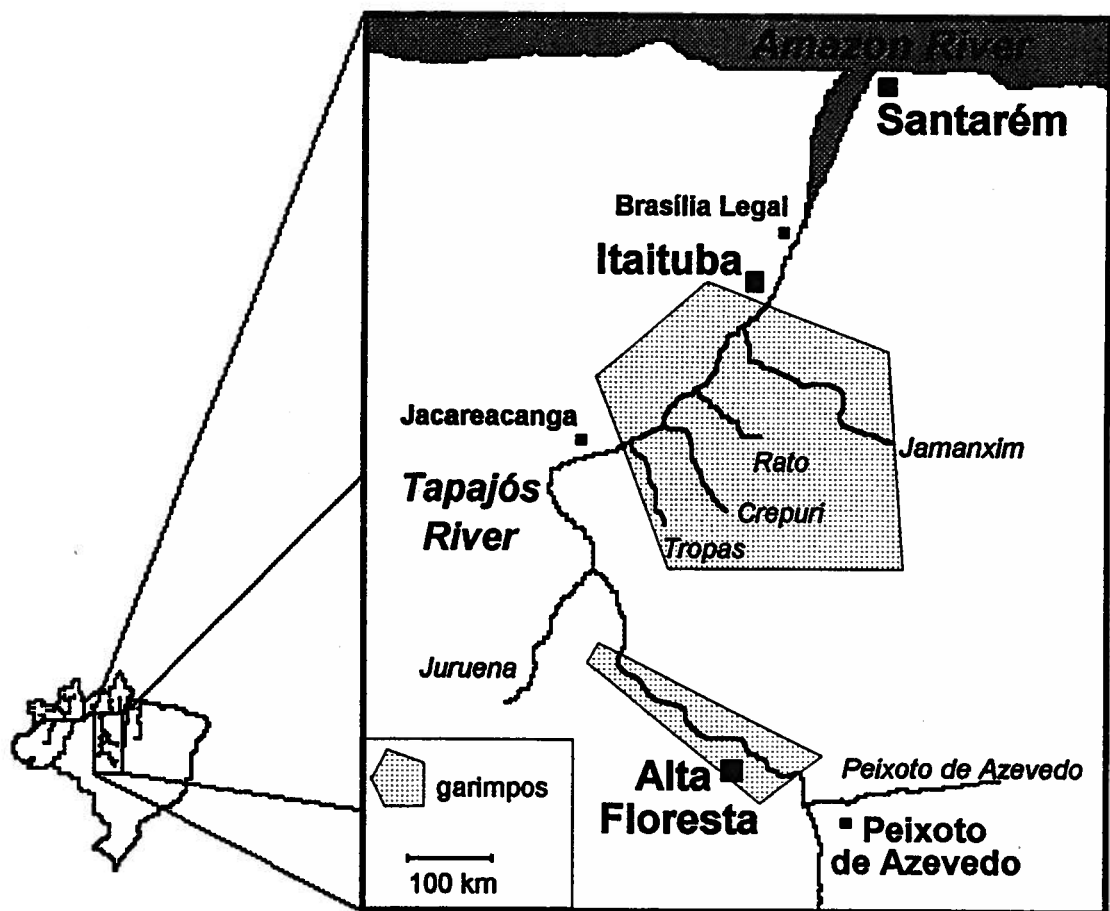 Amazon River
Santarém
Brasília Legal
Itaituba
Jacareacanga
Jamanxim
Rato
Tapajós
River
Crepuri
Tropas
Juruena
Alta
Floresta
Peixoto de Azevedo
garimpos
Peixoto
de Azevedo
100 km